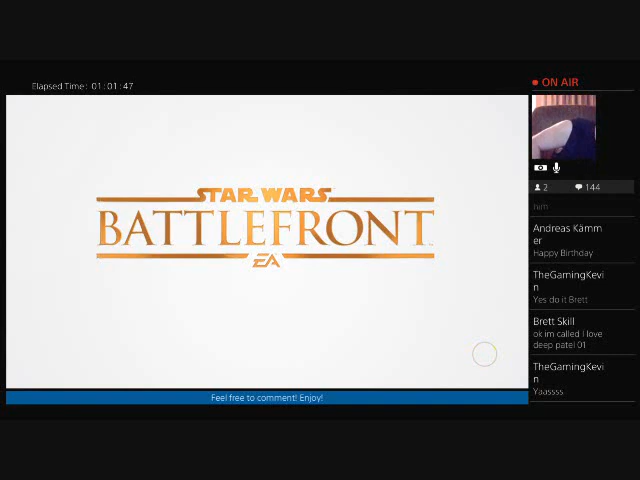 Elapsed Time: 01:01:47
ON AIR
STAR WARS
BATTLEFRONT
EA
2
144
him
Andreas Kämm
er
Happy Birthday
TheGamingKevi
n
Yes do it Brett
Brett Skill
ok im called I love
deep patel 01
TheGamingKevi
n
Yaassss
Feel free to comment! Enjoy!